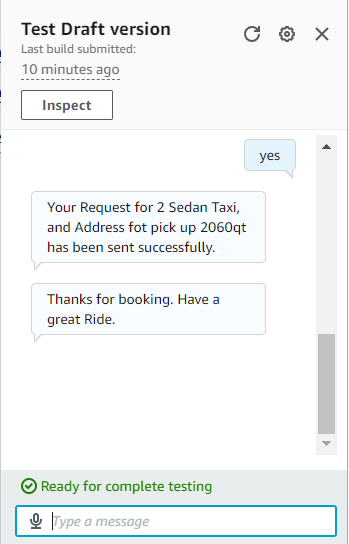 Test Draft version
Last build submitted:
10 minutes ago
Inspect
yes
Your Request for 2 Sedan Taxi,
and Address fot pick up 2060qt
has been sent successfully.
Thanks for booking. Have a
great Ride.
Ready for complete testing
Type a message